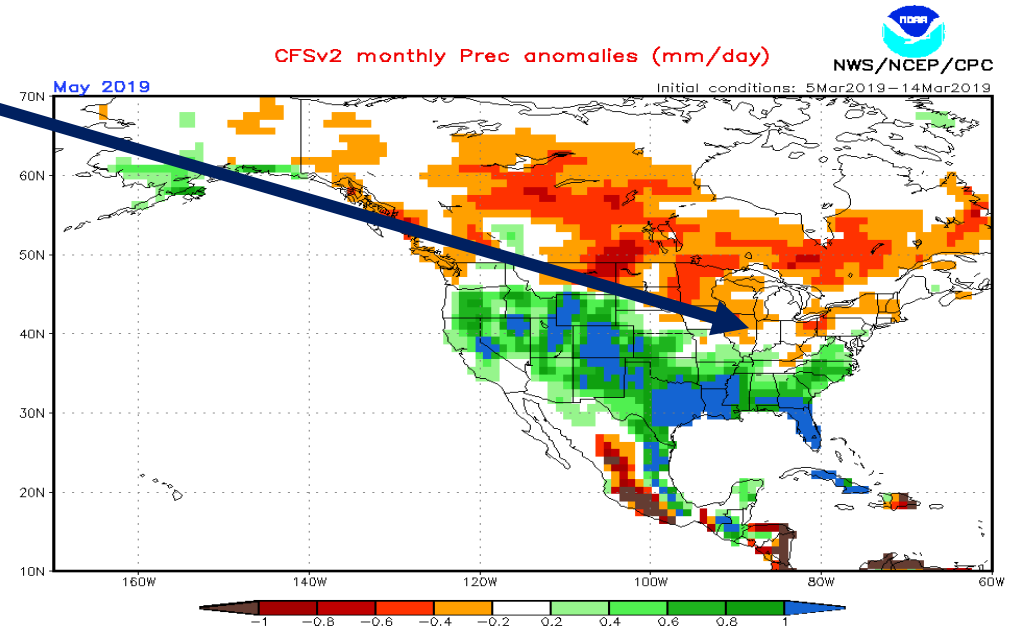 NOAA
CFSv2 monthly Prec anomalies (mm/day)
NWS/NCEP/CPC
May 2019
Initial conditions: 5Mar2019–14Mar2019
70N
60N
50N
40N
30N
20N
10N
160W 140W 120W 100W 80W 60W
−1 −0.8 −0.6 −0.4 −0.2 0.2 0.4 0.6 0.8 1